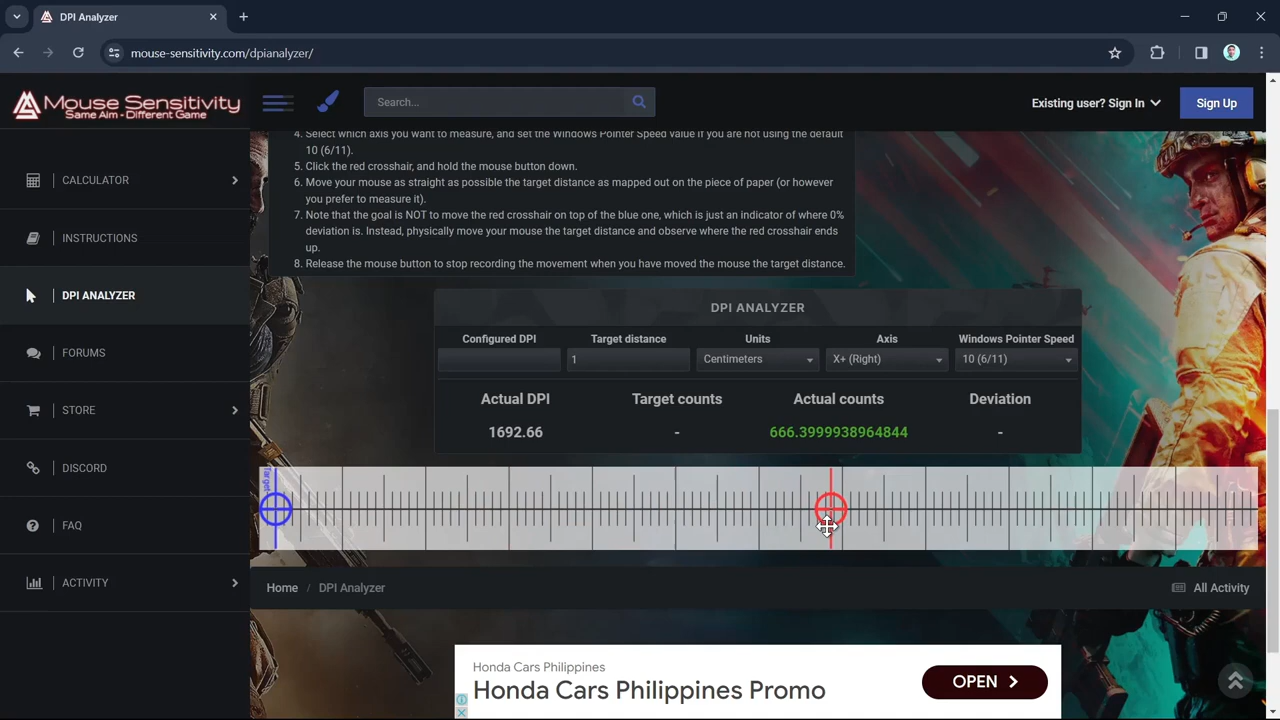 DPI Analyzer
mouse-sensitivity.com/dpianalyzer/
Mouse Sensitivity
Same Aim - Different Game
Search...
Existing user? Sign In
Sign Up
CALCULATOR
INSTRUCTIONS
DPI ANALYZER
FORUMS
STORE
DISCORD
FAQ
ACTIVITY
4. Select which axis you want to measure, and set the Windows Pointer Speed value if you are not using the default
10 (6/11).
5. Click the red crosshair, and hold the mouse button down.
6. Move your mouse as straight as possible the target distance as mapped out on the piece of paper (or however
you prefer to measure it).
7. Note that the goal is NOT to move the red crosshair on top of the blue one, which is just an indicator of where 0%
deviation is. Instead, physically move your mouse the target distance and observe where the red crosshair ends
up.
8. Release the mouse button to stop recording the movement when you have moved the mouse the target distance.
DPI ANALYZER
Configured DPI Target distance Units Axis Windows Pointer Speed
1 Centimeters X+ (Right) 10 (6/11)
Actual DPI Target counts Actual counts Deviation
1692.66 - 666.3999938964844 -
Target
Home / DPI Analyzer
All Activity
Honda Cars Philippines
Honda Cars Philippines Promo
OPEN